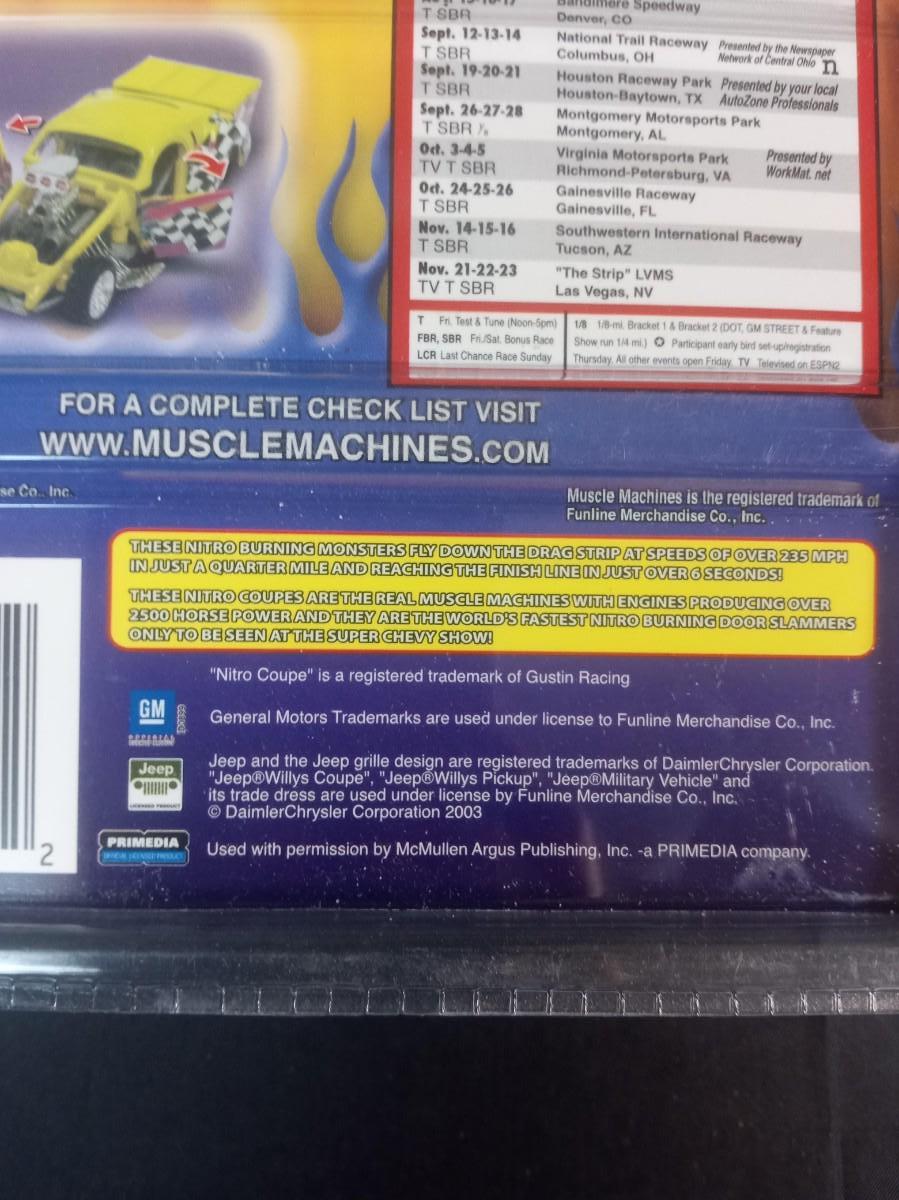 T SBR
Bandimere Speedway
Denver, CO
Sept. 12-13-14
T SBR
National Trail Raceway
Columbus, OH
Presented by the Newspaper
Network of Central Ohio n
Sept. 19-20-21
T SBR
Houston Raceway Park
Houston-Baytown, TX
Presented by your local
AutoZone Professionals
Sept. 26-27-28
T SBR ⅛
Montgomery Motorsports Park
Montgomery, AL
Oct. 3-4-5
TV T SBR
Virginia Motorsports Park
Richmond-Petersburg, VA
Presented by
WorkMat. net
Oct. 24-25-26
T SBR
Gainesville Raceway
Gainesville, FL
Nov. 14-15-16
T SBR
Southwestern International Raceway
Tucson, AZ
Nov. 21-22-23
TV T SBR
"The Strip" LVMS
Las Vegas, NV
T Fri. Test & Tune (Noon-5pm)
FBR, SBR Fri./Sat. Bonus Race
LCR Last Chance Race Sunday
1/8 1/8-mi. Bracket 1 & Bracket 2 (DOT, GM STREET & Feature
Show run 1/4 mi.) ✪ Participant early bird set-up/registration
Thursday. All other events open Friday. TV Televised on ESPN2
FOR A COMPLETE CHECK LIST VISIT
WWW.MUSCLEMACHINES.COM
se Co., Inc.
Muscle Machines is the registered trademark of
Funline Merchandise Co., Inc.
THESE NITRO BURNING MONSTERS FLY DOWN THE DRAG STRIP AT SPEEDS OF OVER 235 MPH
IN JUST A QUARTER MILE AND REACHING THE FINISH LINE IN JUST OVER 6 SECONDS!
THESE NITRO COUPES ARE THE REAL MUSCLE MACHINES WITH ENGINES PRODUCING OVER
2500 HORSE POWER AND THEY ARE THE WORLD'S FASTEST NITRO BURNING DOOR SLAMMERS
ONLY TO BE SEEN AT THE SUPER CHEVY SHOW!
"Nitro Coupe" is a registered trademark of Gustin Racing
GM
OFFICIAL
General Motors Trademarks are used under license to Funline Merchandise Co., Inc.
Jeep
LICENSED PRODUCT
Jeep and the Jeep grille design are registered trademarks of DaimlerChrysler Corporation.
"Jeep®Willys Coupe", "Jeep®Willys Pickup", "Jeep®Military Vehicle" and
its trade dress are used under license by Funline Merchandise Co., Inc.
© DaimlerChrysler Corporation 2003
PRIMEDIA
OFFICIAL LICENSED PRODUCT
Used with permission by McMullen Argus Publishing, Inc. -a PRIMEDIA company.
2